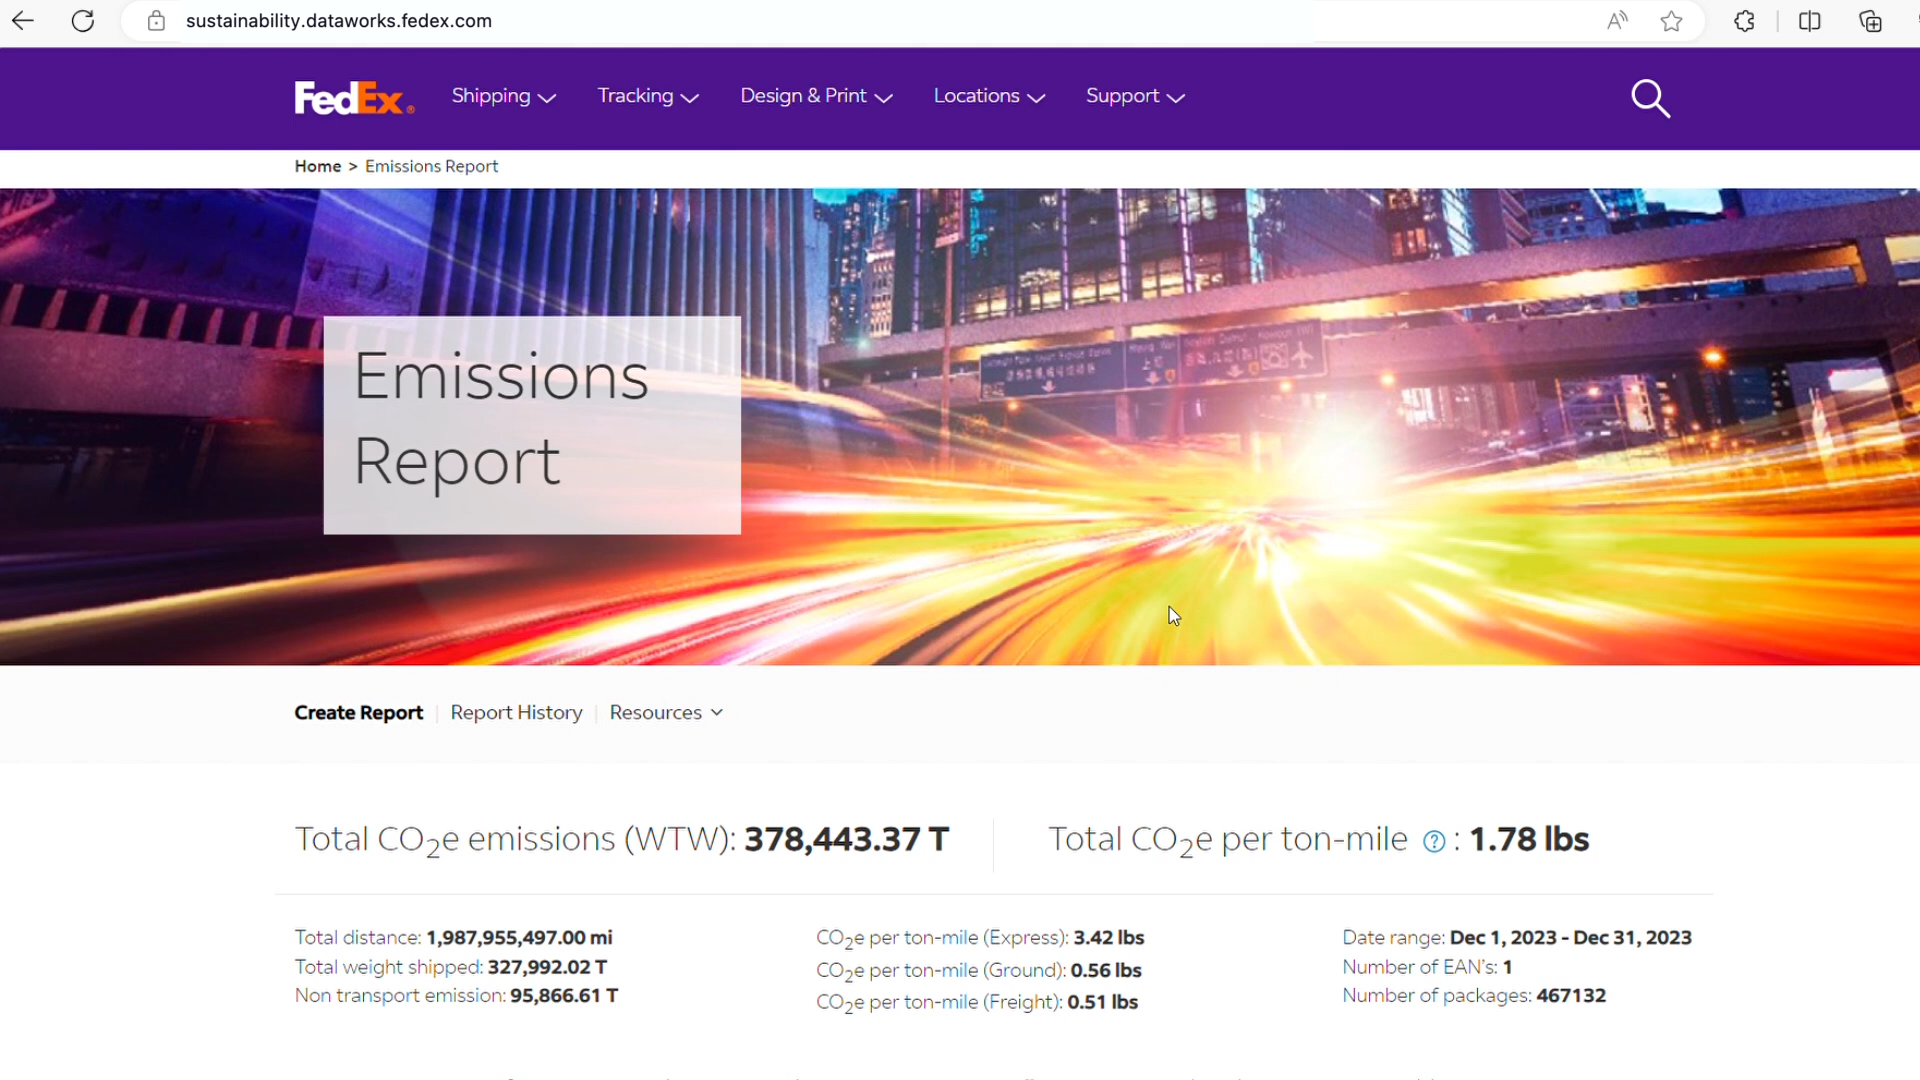 sustainability.dataworks.fedex.com
FedEx®
Shipping
Tracking
Design & Print
Locations
Support
Home > Emissions Report
Emissions
Report
Create Report
Report History
Resources
Total CO₂e emissions (WTW): 378,443.37 T
Total CO₂e per ton-mile ? : 1.78 lbs
Total distance: 1,987,955,497.00 mi
Total weight shipped: 327,992.02 T
Non transport emission: 95,866.61 T
CO₂e per ton-mile (Express): 3.42 lbs
CO₂e per ton-mile (Ground): 0.56 lbs
CO₂e per ton-mile (Freight): 0.51 lbs
Date range: Dec 1, 2023 - Dec 31, 2023
Number of EAN's: 1
Number of packages: 467132